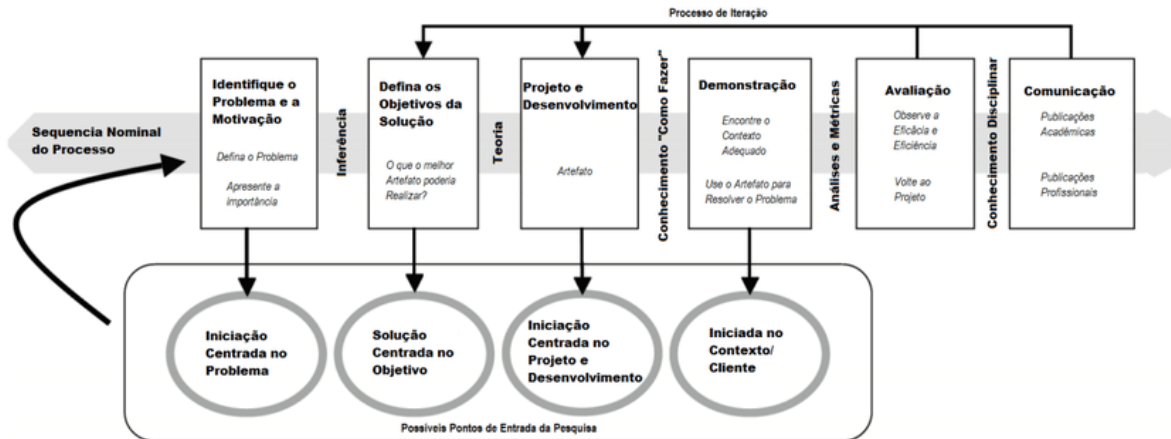 Processo de Iteração
Sequencia Nominal
do Processo
Identifique o
Problema e a
Motivação
Defina o Problema
Apresente a
importância
Inferência
Defina os
Objetivos da
Solução
O que o melhor
Artefato poderia
Realizar?
Teoria
Projeto e
Desenvolvimento
Artefato
Conhecimento "Como Fazer"
Demonstração
Encontre o
Contexto
Adequado
Use o Artefato para
Resolver o Problema
Análises e Métricas
Avaliação
Observe a
Eficácia e
Eficiência
Volte ao
Projeto
Conhecimento Disciplinar
Comunicação
Publicações
Acadêmicas
Publicações
Profissionais
Iniciação
Centrada no
Problema
Solução
Centrada no
Objetivo
Iniciação
Centrada no
Projeto e
Desenvolvimento
Iniciada no
Contexto/
Cliente
Possíveis Pontos de Entrada da Pesquisa